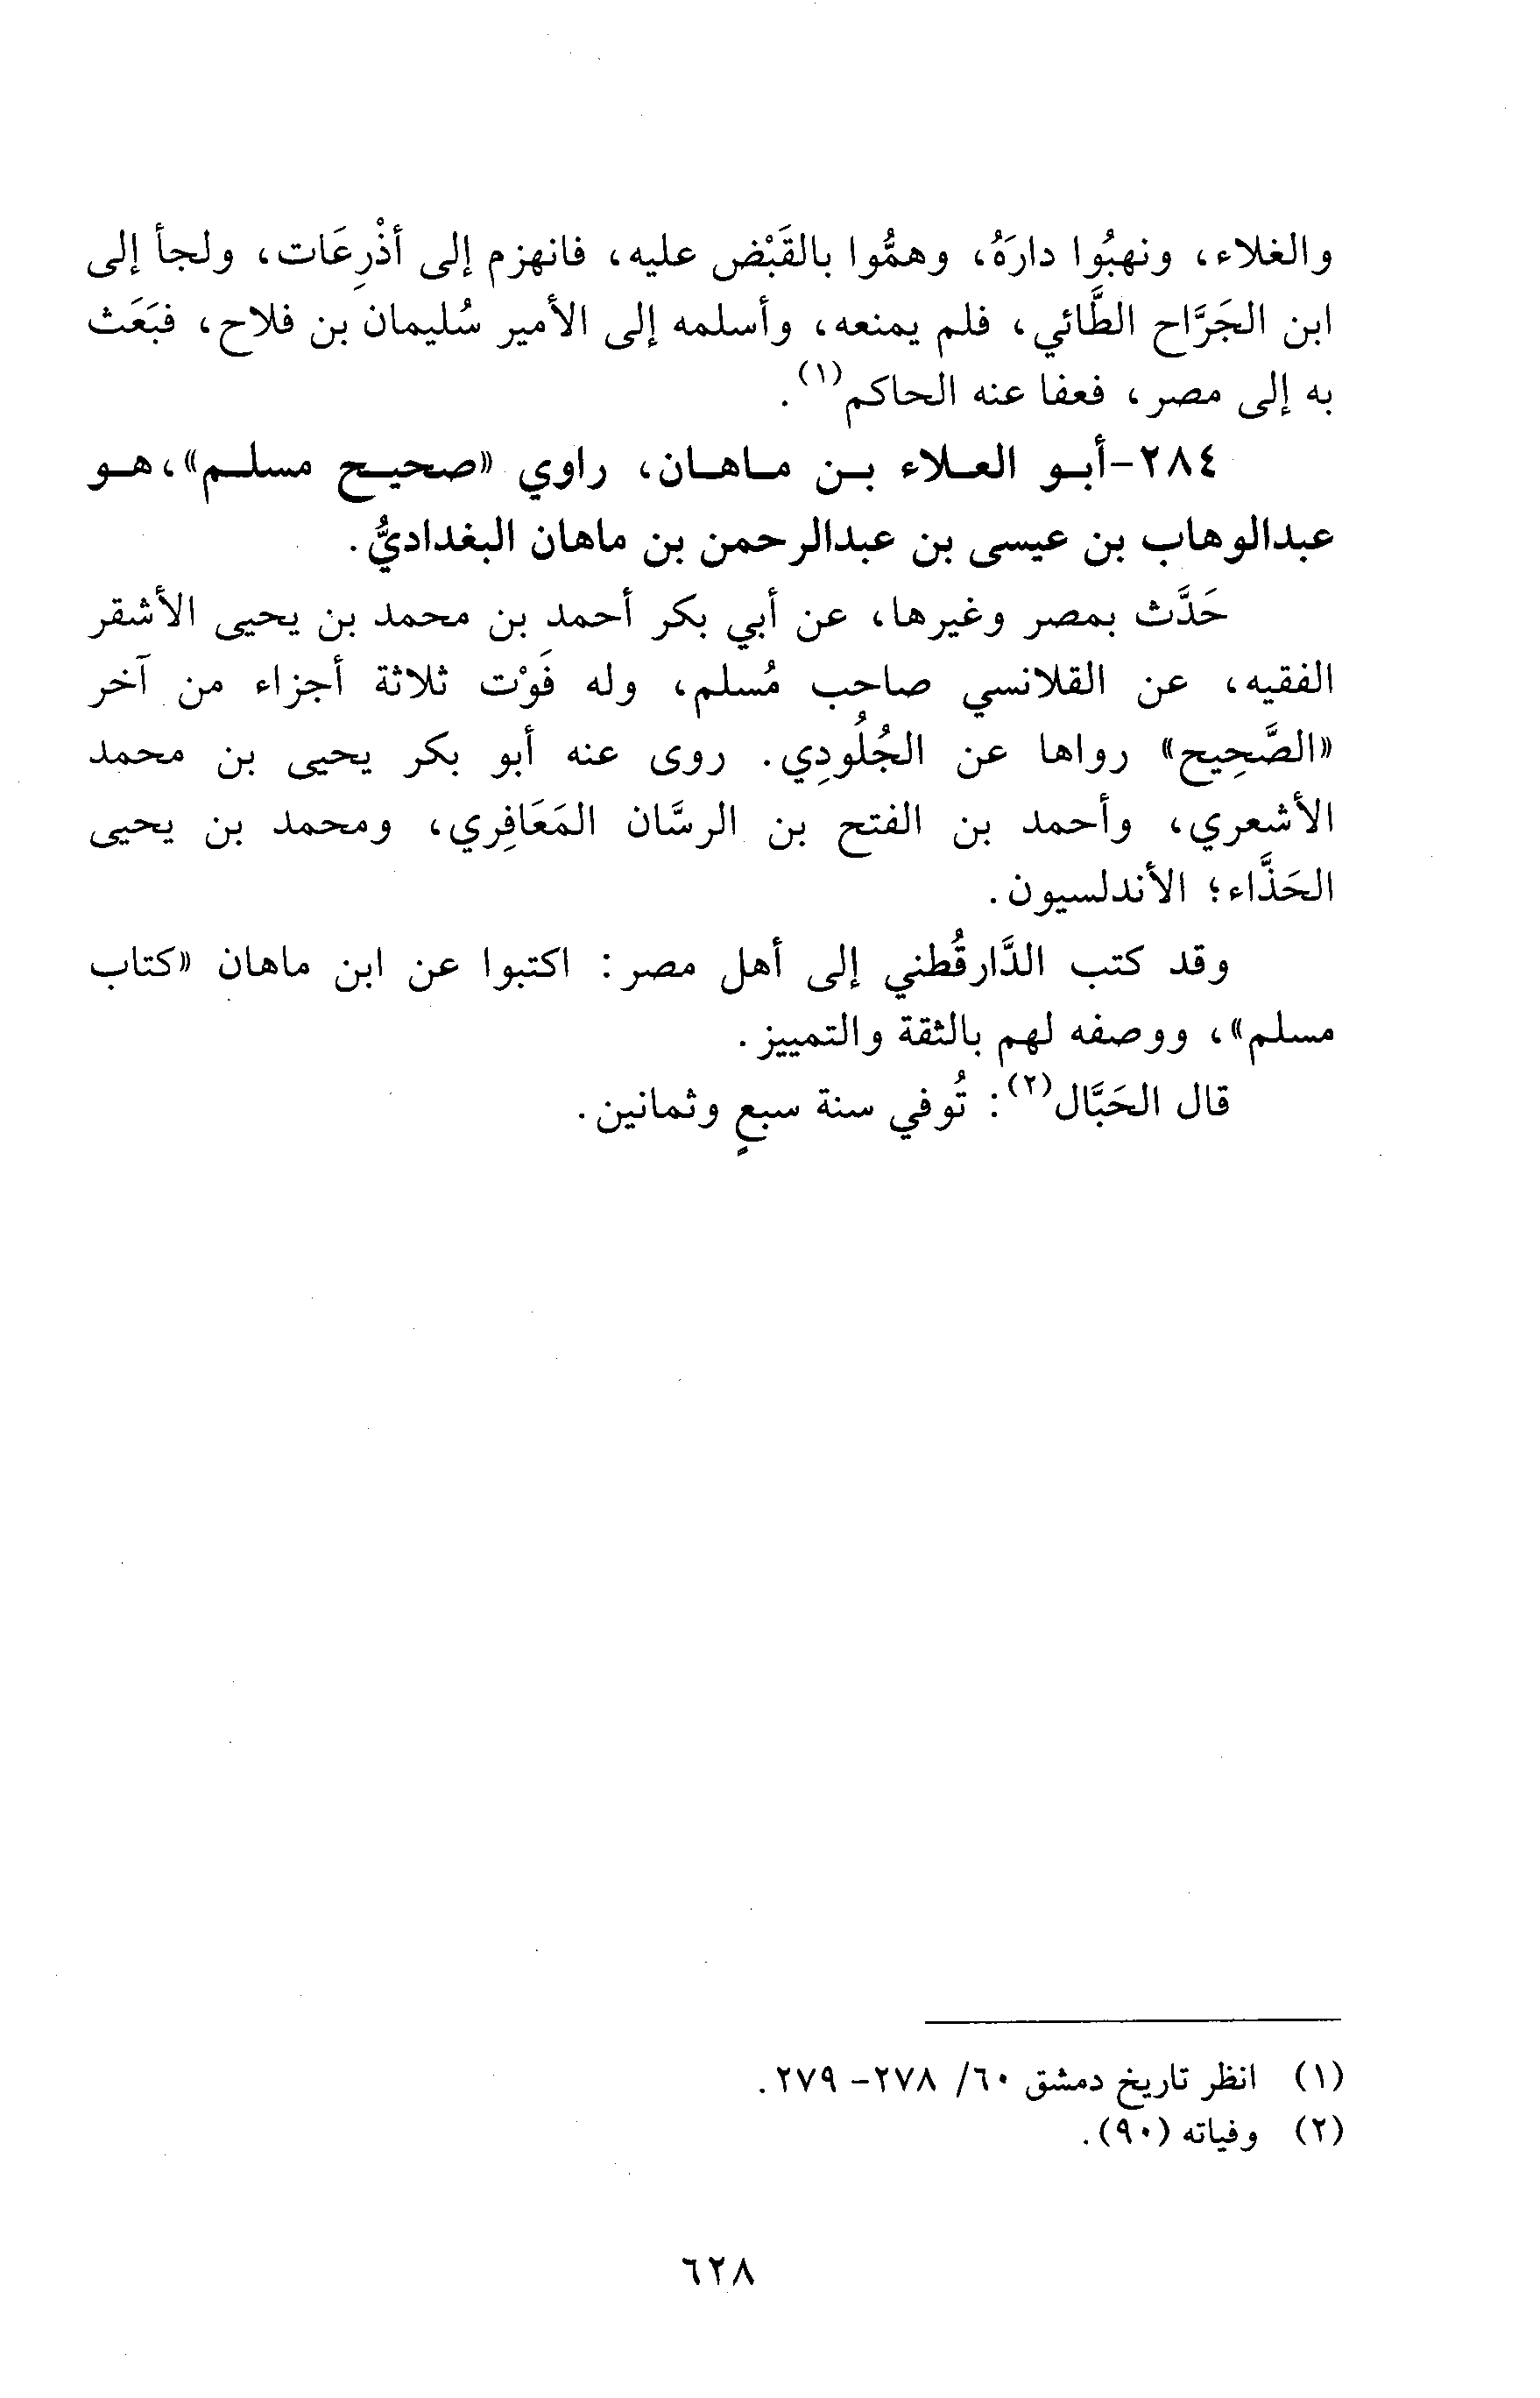 والغلاء، ونهبُوا دارَهُ، وهمُّوا بالقَبْض عليه، فانهزم إلى أذْرِعَات، ولجأ إلى
ابن الجَرَّاح الطَّائي، فلم يمنعه، وأسلمه إلى الأمير سُليمان بن فلاح، فبَعَث
به إلى مصر، فعفا عنه الحاكم(١).
٢٨٤-أبو العلاء بن ماهان، راوي «صحيح مسلم»، هو
عبدالوهاب بن عيسى بن عبدالرحمن بن ماهان البغداديُّ.
حَدَّث بمصر وغيرها، عن أبي بكر أحمد بن محمد بن يحيى الأشقر
الفقيه، عن القلانسي صاحب مُسلم، وله فَوْت ثلاثة أجزاء من آخر
«الصَّحِيح» رواها عن الجُلُودِي. روى عنه أبو بكر يحيى بن محمد
الأشعري، وأحمد بن الفتح بن الرسَّان المَعَافِري، ومحمد بن يحيى
الحَذَّاء؛ الأندلسيون.
وقد كتب الدَّارقُطني إلى أهل مصر: اكتبوا عن ابن ماهان «كتاب
مسلم»، ووصفه لهم بالثقة والتمييز.
قال الحَبَّال(٢): تُوفي سنة سبعٍ وثمانين.
(١) انظر تاريخ دمشق ٦٠/ ٢٧٨- ٢٧٩.
(٢) وفياته (٩٠).
٦٢٨